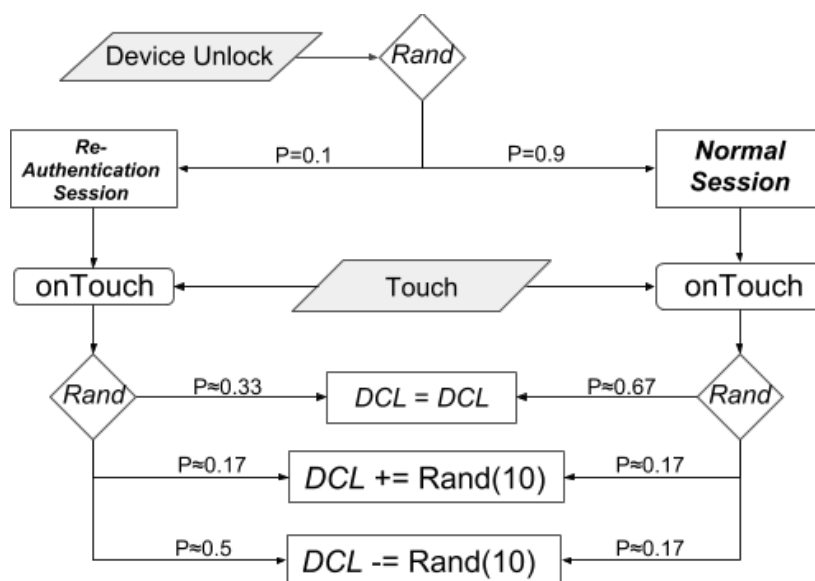 Device Unlock
Rand
P=0.1
P=0.9
Re-
Authentication
Session
Normal
Session
onTouch
Touch
onTouch
Rand
P≈0.33
DCL = DCL
P≈0.67
Rand
P≈0.17
DCL += Rand(10)
P≈0.17
P≈0.5
DCL -= Rand(10)
P≈0.17